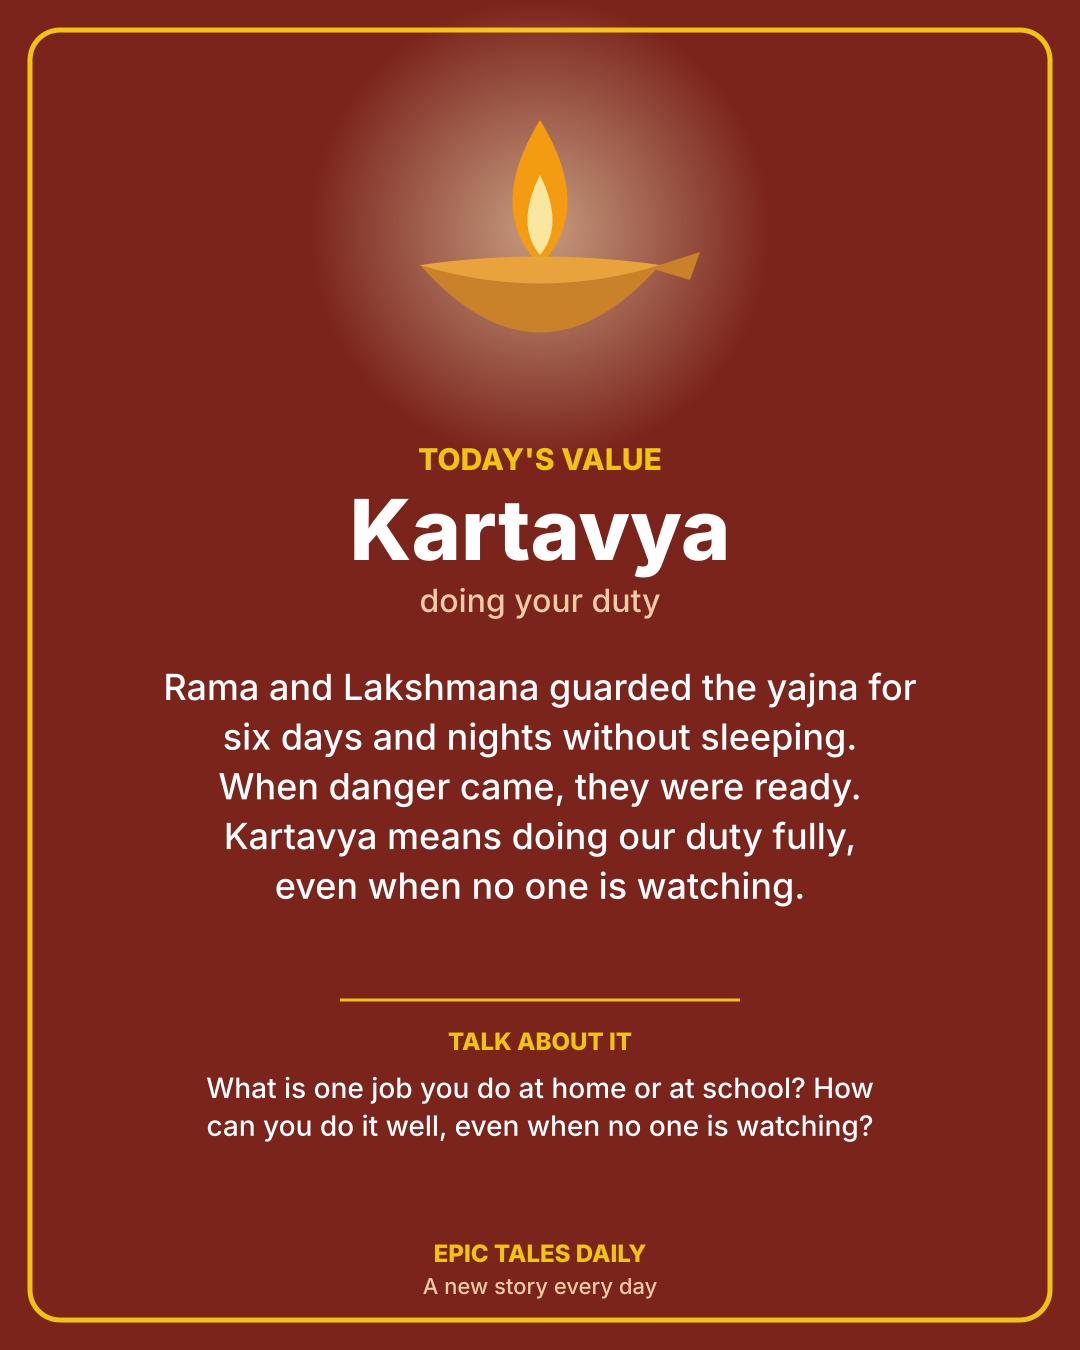 TODAY'S VALUE
Kartavya
doing your duty
Rama and Lakshmana guarded the yajna for
six days and nights without sleeping.
When danger came, they were ready.
Kartavya means doing our duty fully,
even when no one is watching.
TALK ABOUT IT
What is one job you do at home or at school? How
can you do it well, even when no one is watching?
EPIC TALES DAILY
A new story every day